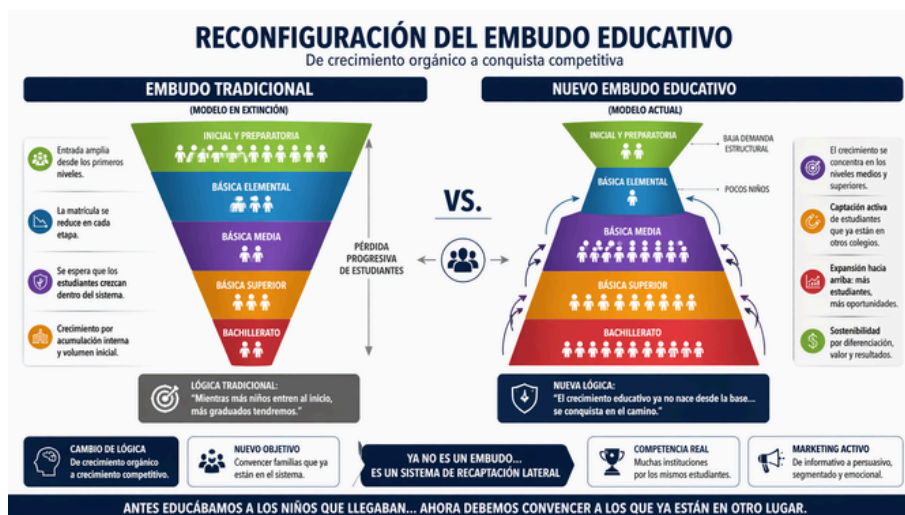 RECONFIGURACIÓN DEL EMBUDO EDUCATIVO
De crecimiento orgánico a conquista competitiva
EMBUDO TRADICIONAL
(MODELO EN EXTINCIÓN)
Entrada amplia
desde los primeros
niveles.
La matrícula se
reduce en cada
etapa.
Se espera que los
estudiantes crezcan
dentro del sistema.
Crecimiento por
acumulación interna
y volumen inicial.
INICIAL Y PREPARATORIA
BÁSICA ELEMENTAL
BÁSICA MEDIA
BÁSICA SUPERIOR
BACHILLERATO
PÉRDIDA
PROGRESIVA
DE ESTUDIANTES
LÓGICA TRADICIONAL:
"Mientras más niños entren al inicio,
más graduados tendremos."
VS.
NUEVO EMBUDO EDUCATIVO
(MODELO ACTUAL)
INICIAL Y PREPARATORIA
BÁSICA ELEMENTAL
BÁSICA MEDIA
BÁSICA SUPERIOR
BACHILLERATO
BAJA DEMANDA
ESTRUCTURAL
POCOS NIÑOS
El crecimiento se
concentra en los
niveles medios y
superiores.
Captación activa
de estudiantes
que ya están en
otros colegios.
Expansión hacia
arriba: más
estudiantes,
más oportunidades.
Sostenibilidad
por diferenciación,
valor y resultados.
NUEVA LÓGICA:
"El crecimiento educativo ya no nace desde la base...
se conquista en el camino."
CAMBIO DE LÓGICA
De crecimiento orgánico
a crecimiento competitivo.
NUEVO OBJETIVO
Convencer familias que ya
están en el sistema.
YA NO ES UN EMBUDO...
ES UN SISTEMA DE RECAPTACIÓN LATERAL
COMPETENCIA REAL
Muchas instituciones
por los mismos estudiantes.
MARKETING ACTIVO
De informativo a persuasivo,
segmentado y emocional.
ANTES EDUCÁBAMOS A LOS NIÑOS QUE LLEGABAN... AHORA DEBEMOS CONVENCER A LOS QUE YA ESTÁN EN OTRO LUGAR.